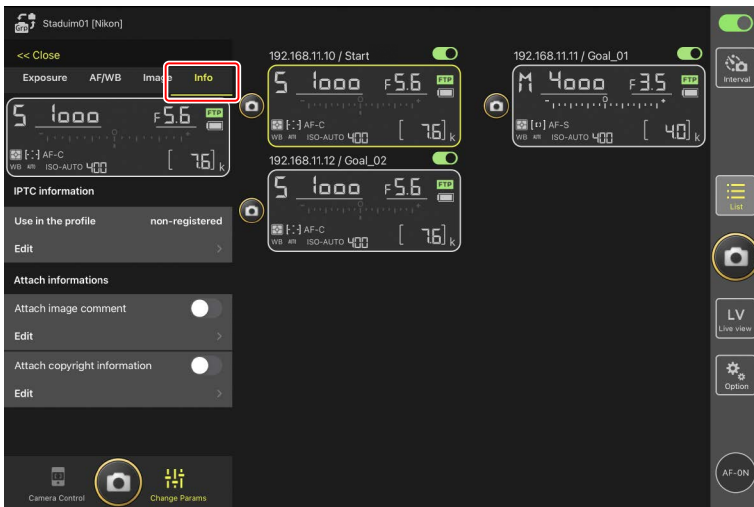 Grp
Staduim01 [Nikon]
<< Close
Exposure AF/WB Image Info
S 1000 F5.6 FTP
AF-C
WB ISO-AUTO 400 [ 7.6] k
IPTC information
Use in the profile non-registered
Edit
Attach informations
Attach image comment
Edit
Attach copyright information
Edit
Camera Control
Change Params
192.168.11.10 / Start
S 1000 F5.6 FTP
AF-C
WB ISO-AUTO 400 [ 7.6] k
192.168.11.11 / Goal_01
M 4000 F3.5 FTP
AF-S
WB ISO-AUTO 400 [ 4.0] k
192.168.11.12 / Goal_02
S 1000 F5.6 FTP
AF-C
WB ISO-AUTO 400 [ 7.6] k
Interval
List
LV
Live view
Option
AF-ON